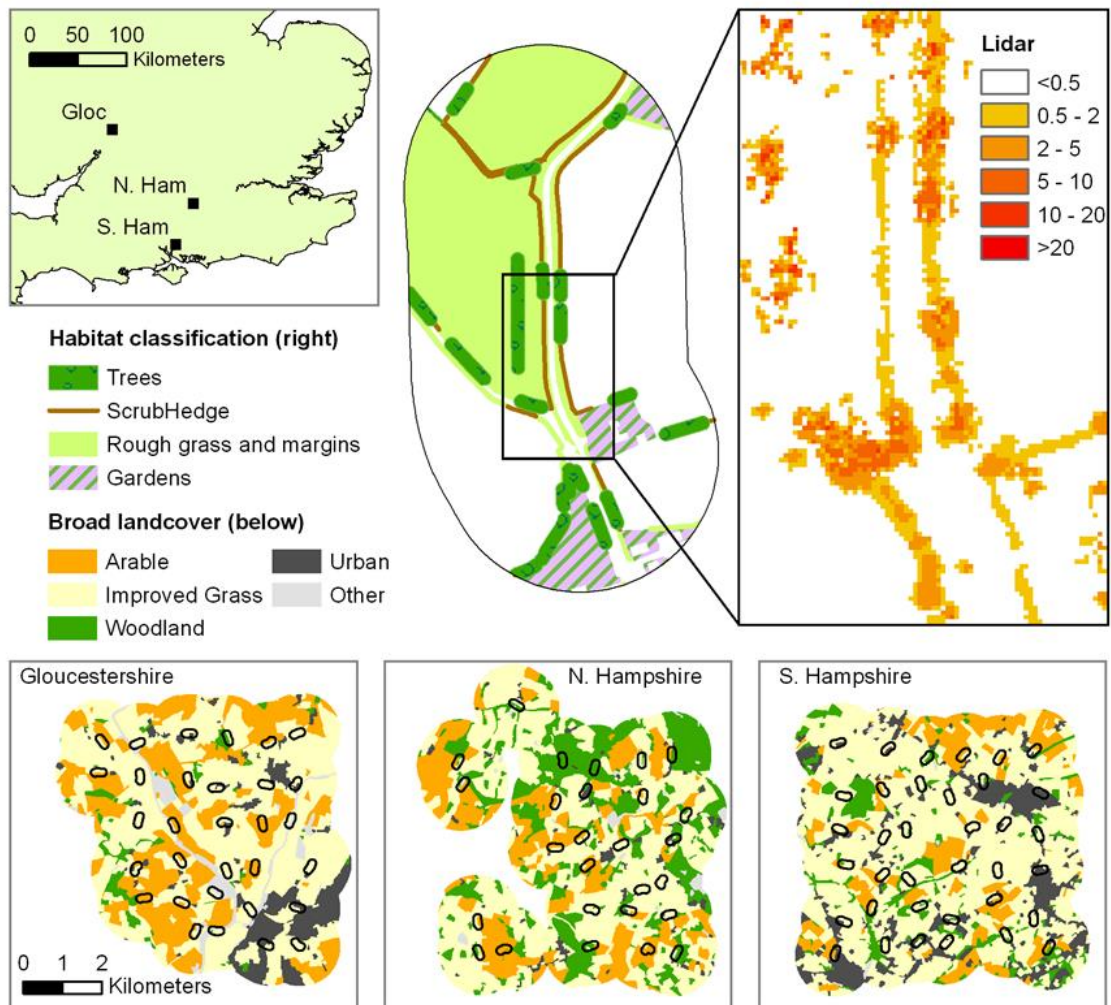 0 50 100
Kilometers
Gloc
N. Ham
S. Ham
Lidar
<0.5
0.5 - 2
2 - 5
5 - 10
10 - 20
>20
Habitat classification (right)
Trees
ScrubHedge
Rough grass and margins
Gardens
Broad landcover (below)
Arable
Urban
Improved Grass
Other
Woodland
Gloucestershire
N. Hampshire
S. Hampshire
0 1 2
Kilometers